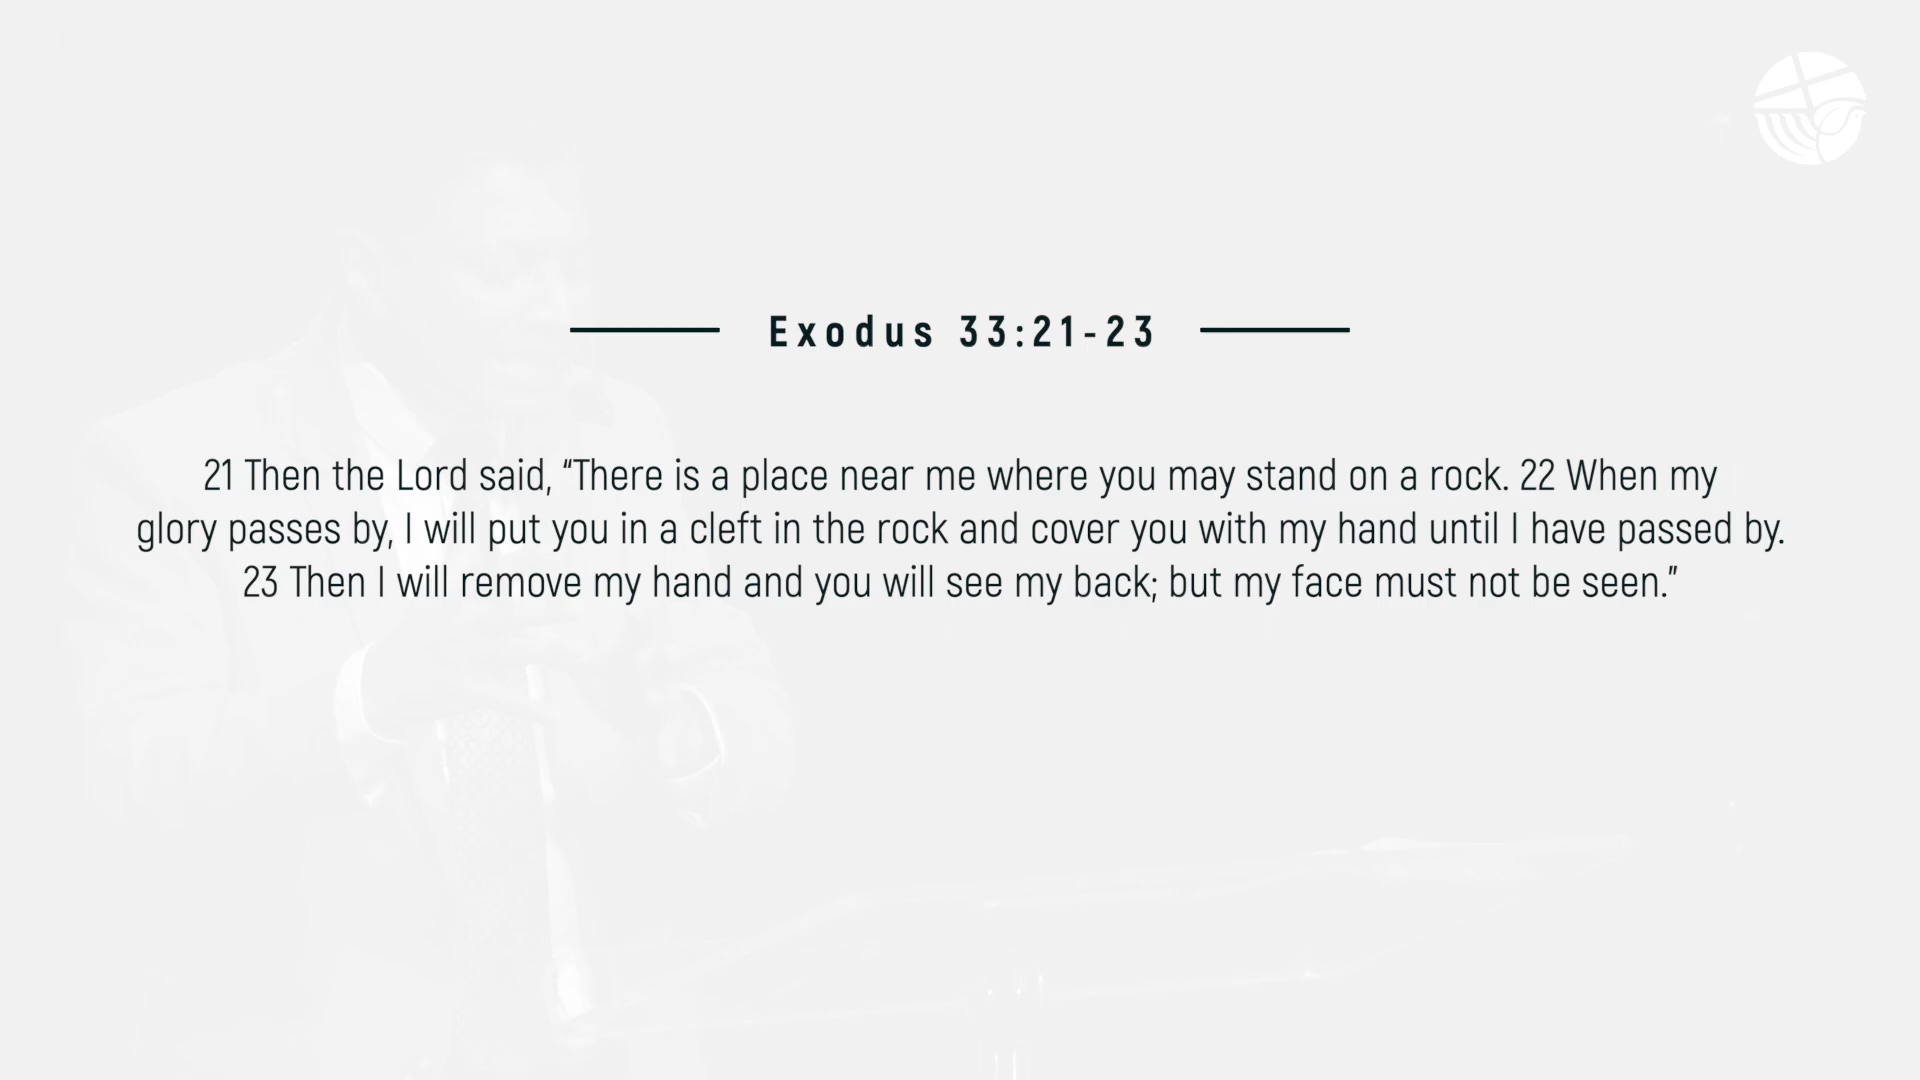 Exodus 33:21-23
21 Then the Lord said, “There is a place near me where you may stand on a rock. 22 When my
glory passes by, I will put you in a cleft in the rock and cover you with my hand until I have passed by.
23 Then I will remove my hand and you will see my back; but my face must not be seen.”